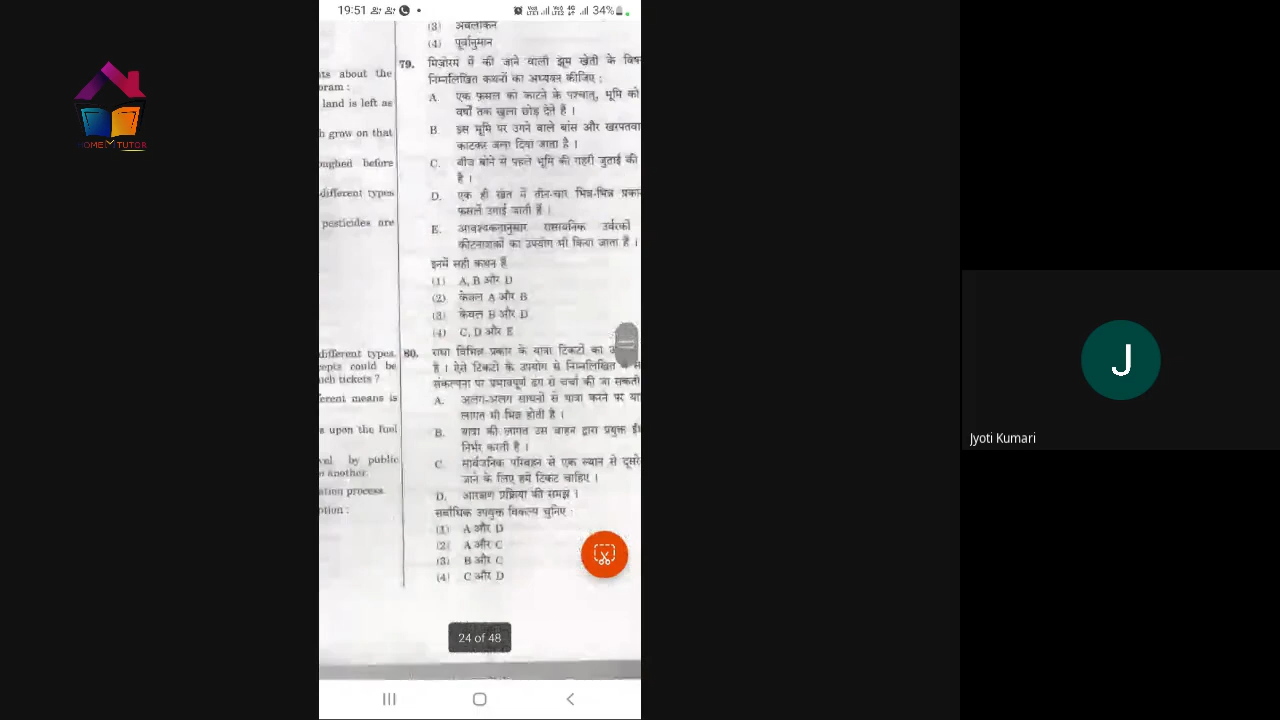 19:51
34%
(3) अवलोकन
(4) पूर्वानुमान
79. मिज़ोरम में की जाने वाली झूम खेती के
निम्नलिखित कथनों का अध्ययन कीजिए :
A. एक फ़सल को काटने के पश्चात्, भूमि को
वर्षों तक खुला छोड़ देते हैं ।
B. इस भूमि पर उगने वाले बांस और
काटकर जला दिया जाता है ।
C. बीज बोने से पहले भूमि की गहरी जुताई की
है ।
D. एक ही खेत में तीन-चार भिन्न-भिन्न
फसलें उगाई जाती हैं ।
E. आवश्यकतानुसार रासायनिक उर्वरकों
कीटनाशकों का उपयोग भी किया जाता है ।
इनमें सही कथन हैं
(1) A, B और D
(2) केवल A और B
(3) केवल B और D
(4) C, D और E
80. राधा विभिन्न प्रकार के यात्रा टिकटों का
है । ऐसे टिकटों के उपयोग से निम्नलिखित
संकल्पना पर प्रभावपूर्ण ढंग से चर्चा की जा सकती
A. अलग-अलग साधनों से यात्रा करने पर
लागत भी भिन्न होती है ।
B. यात्रा की लागत उस वाहन द्वारा प्रयुक्त
निर्भर करती है ।
C. सार्वजनिक परिवहन से एक स्थान से दूसरे
जाने के लिए हमें टिकट चाहिए ।
D. आरक्षण प्रक्रिया की समझ ।
सर्वाधिक उपयुक्त विकल्प चुनिए :
(1) A और D
(2) A और C
(3) B और C
(4) C और D
about the
land is left as
grow on that
before
different types
pesticides are
different types
could be
tickets ?
means is
upon the fuel
by public
another.
process.
24 of 48
HOME TUTOR
J
Jyoti Kumari